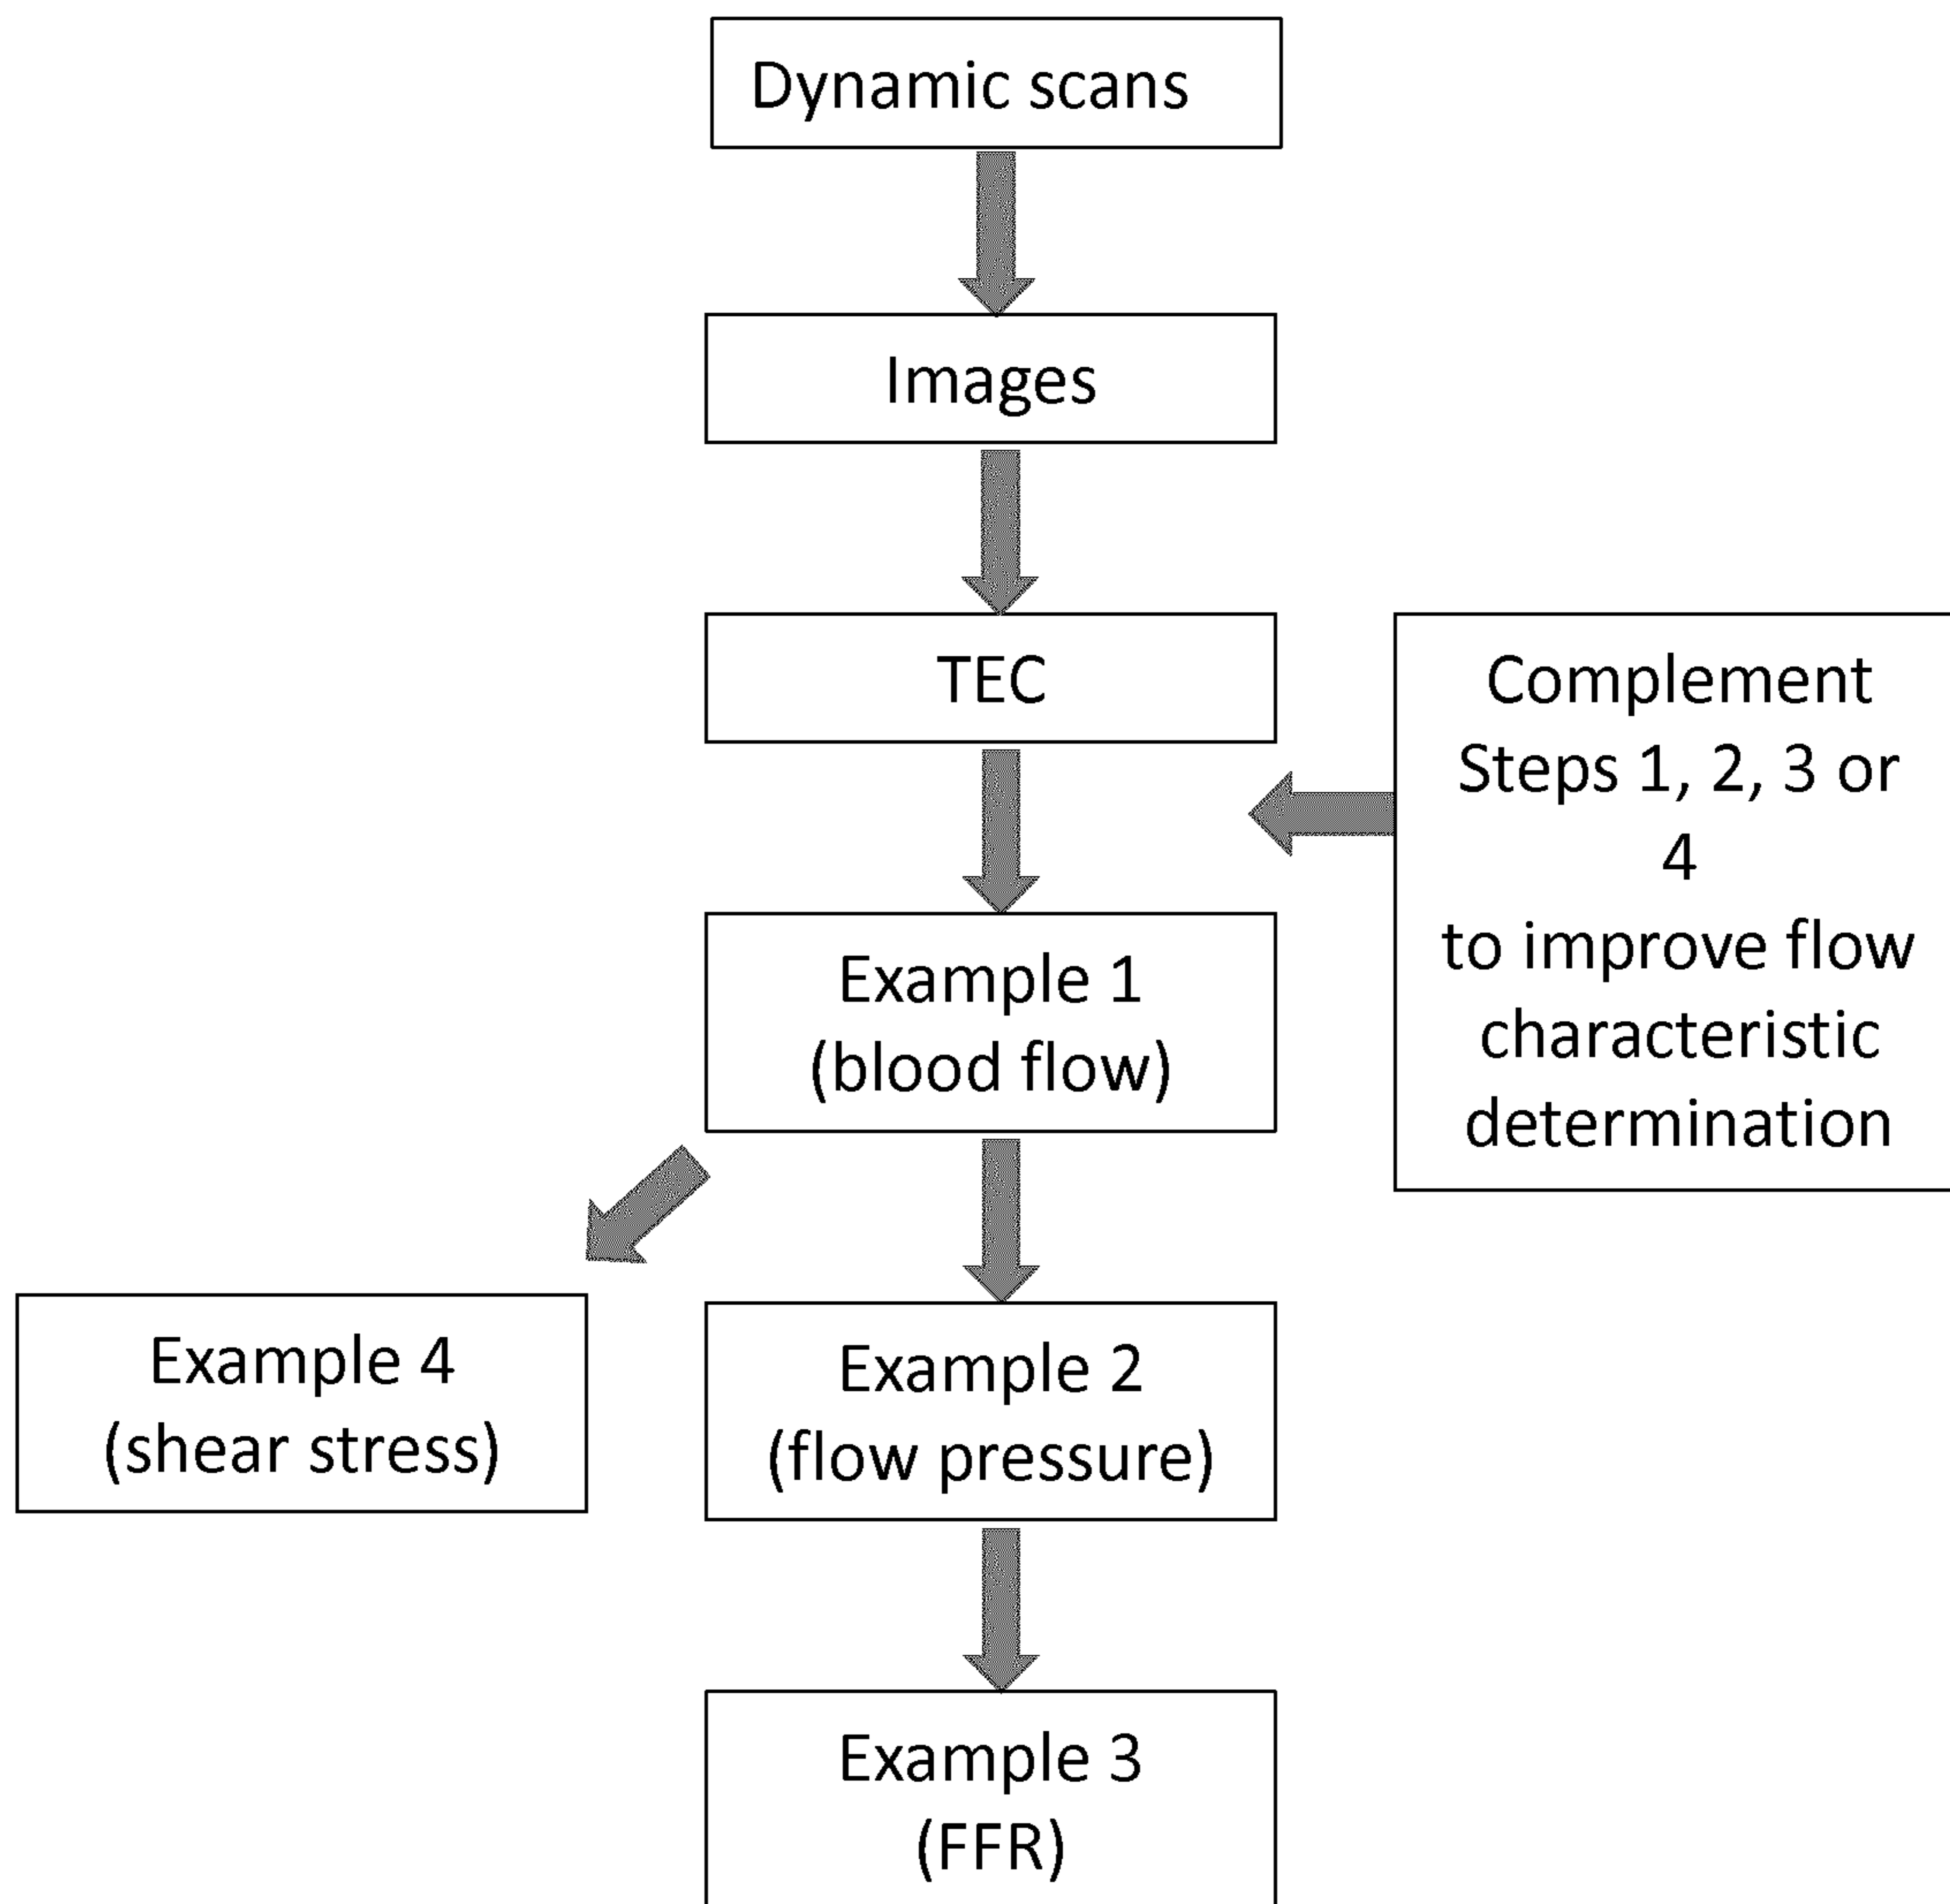 Dynamic scans
Images
TEC
Complement
Steps 1, 2, 3 or
4
to improve flow
characteristic
determination
Example 1
(blood flow)
Example 4
(shear stress)
Example 2
(flow pressure)
Example 3
(FFR)